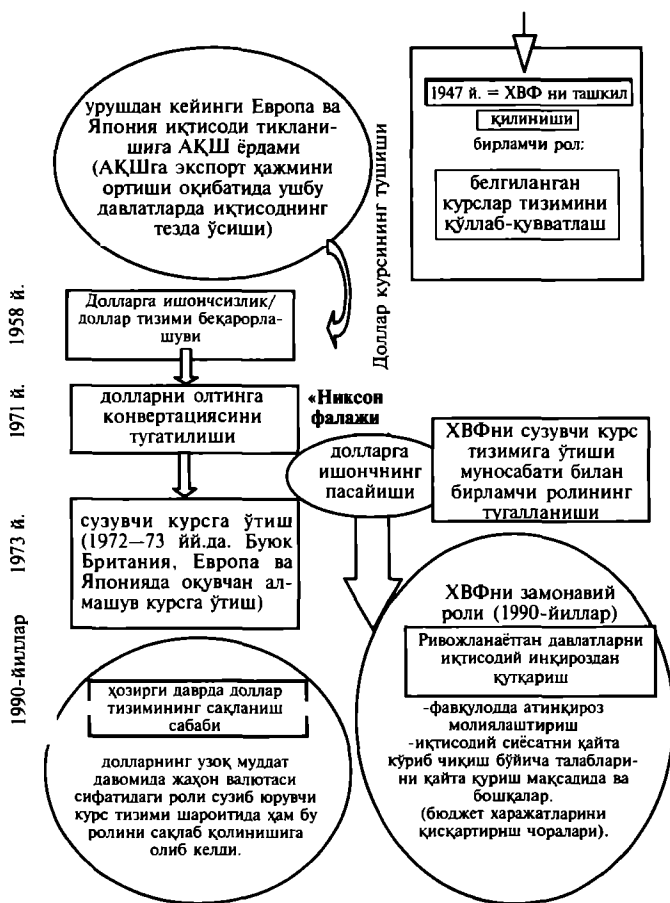 урушдан кейинги Европа ва
Япония иқтисоди тиклани-
шига АҚШ ёрдами
(АҚШга экспорт ҳажмини
ортиши оқибатида ушбу
давлатларда иқтисоднинг
тезда ўсиши)
1947 й. = ХВФ ни ташкил
қилиниши
бирламчи рол:
белгиланган
курслар тизимини
қўллаб-қувватлаш
Доллар курсининг тушиши
1958 й.
Долларга ишончсизлик/
доллар тизими беқарорла-
шуви
1971 й.
долларни олтинга
конвертациясини
тугатилиши
«Никсон
фалажи
долларга
ишончнинг
пасайиши
ХВФни сузувчи курс
тизимига ўтиши
муносабати билан
бирламчи ролининг
тугалланиши
1973 й.
сузувчи курсга ўтиш
(1972—73 йй.да. Буюк
Британия, Европа ва
Японияда оқувчан ал-
машув курсга ўтиш)
1990-йиллар
ҳозирги даврда доллар
тизимининг сақланиш
сабаби
долларнинг узоқ муддат
давомида жаҳон валютаси
сифатидаги роли сузиб юрувчи
курс тизими шароитида ҳам бу
ролини сақлаб қолинишига
олиб келди.
ХВФни замонавий
роли (1990-йиллар)
Ривожланаётган давлатларни
иқтисодий инқироздан
қутқариш
-фавқулодда атинқироз
молиялаштириш
-иқтисодий сиёсатни қайта
кўриб чиқиш бўйича талаблари-
ни қайта қуриш мақсадида ва
бошқалар.
(бюджет харажатларини
қисқартирнш чоралари).